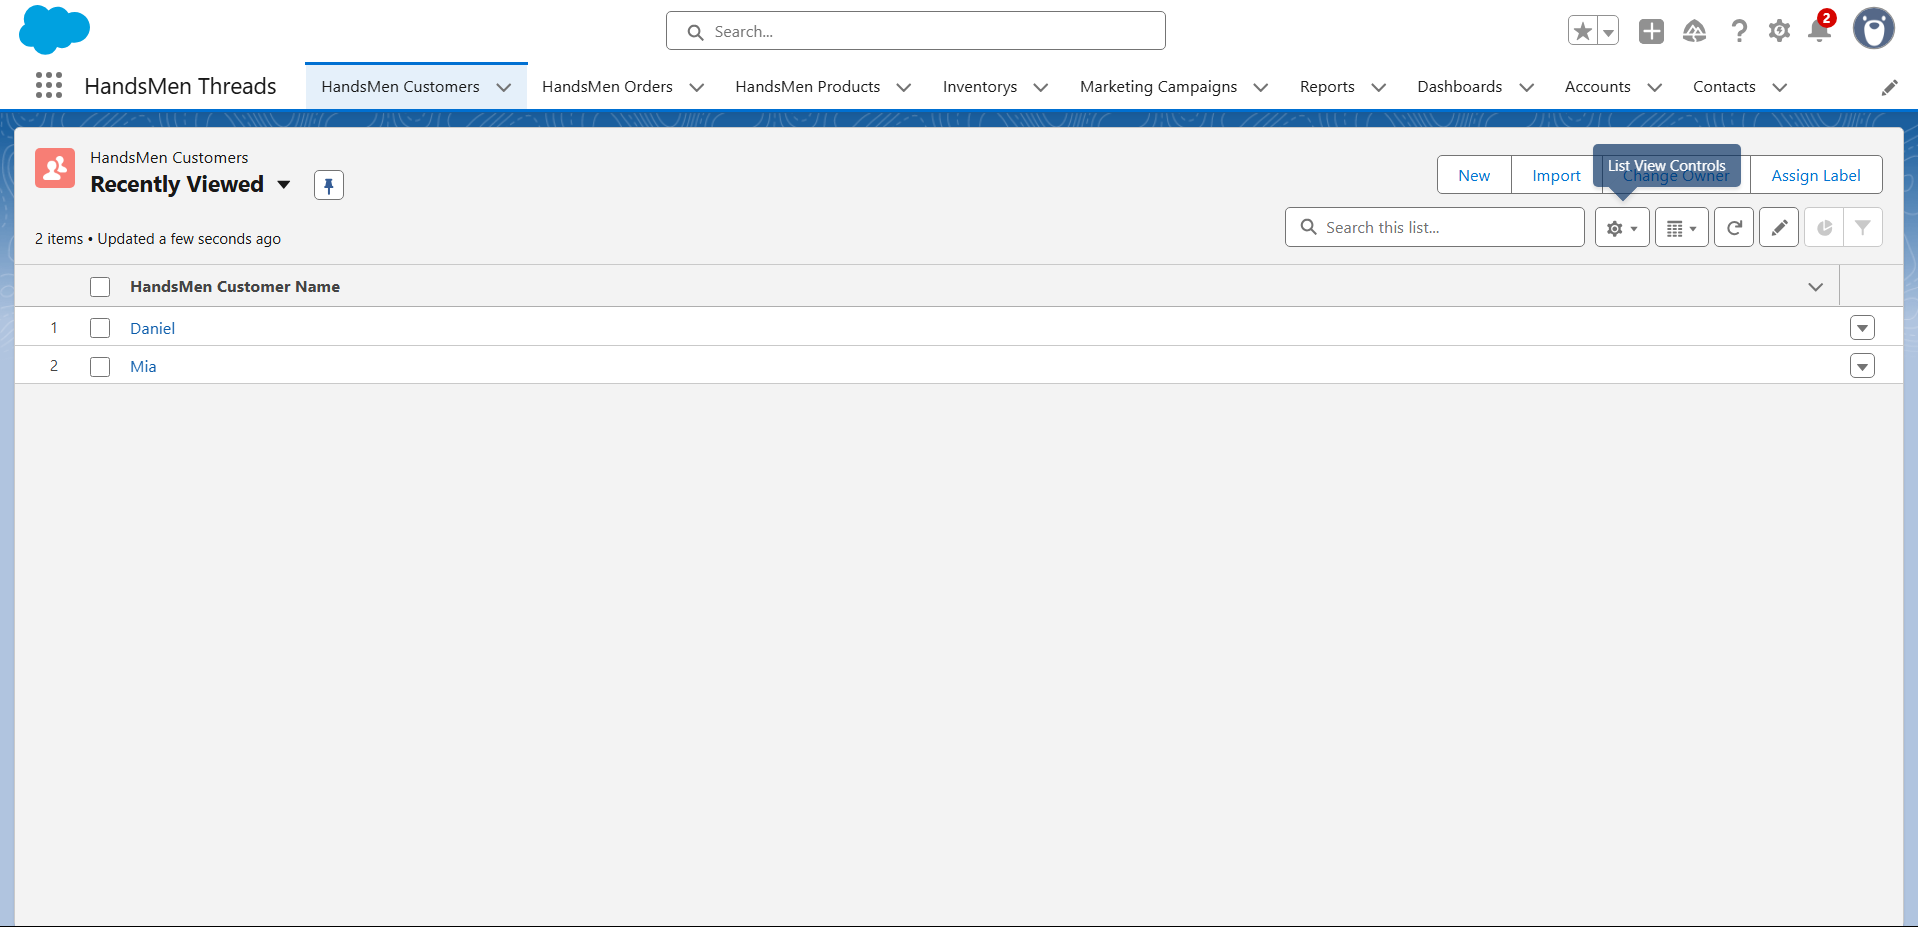 Search...
2
HandsMen Threads
HandsMen Customers
HandsMen Orders
HandsMen Products
Inventorys
Marketing Campaigns
Reports
Dashboards
Accounts
Contacts
HandsMen Customers
Recently Viewed
New
Import
List View Controls
Change Owner
Assign Label
2 items • Updated a few seconds ago
Search this list...
HandsMen Customer Name
1 Daniel
2 Mia